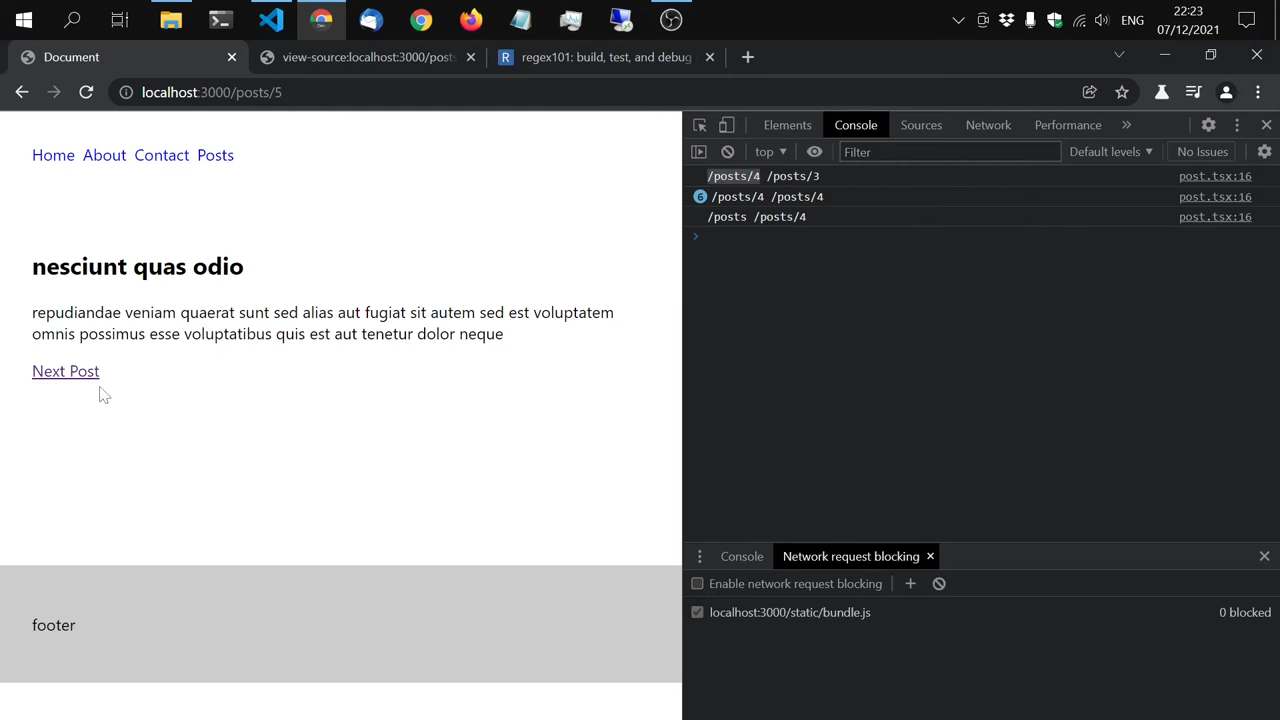 22:23
ENG
07/12/2021
Document
view-source:localhost:3000/posts
regex101: build, test, and debug
localhost:3000/posts/5
Home About Contact Posts
nesciunt quas odio
repudiandae veniam quaerat sunt sed alias aut fugiat sit autem sed est voluptatem
omnis possimus esse voluptatibus quis est aut tenetur dolor neque
Next Post
footer
Elements Console Sources Network Performance »
top Filter Default levels No Issues
/posts/4 /posts/3 post.tsx:16
6 /posts/4 /posts/4 post.tsx:16
/posts /posts/4 post.tsx:16
Console Network request blocking
Enable network request blocking
localhost:3000/static/bundle.js 0 blocked